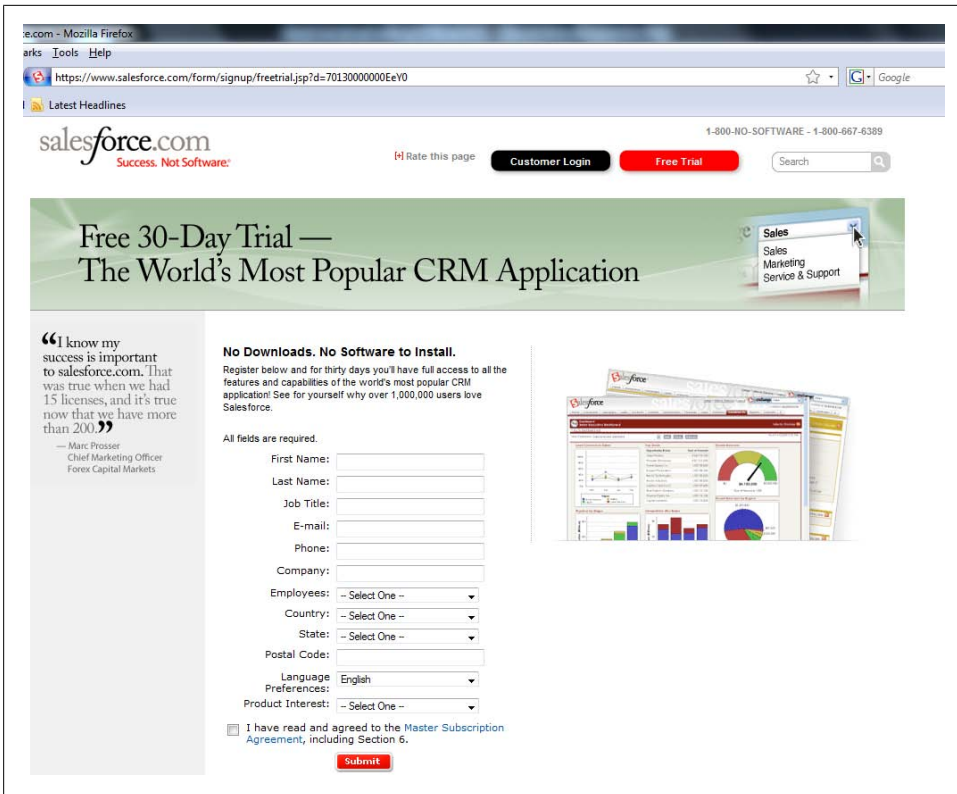 e.com - Mozilla Firefox
arks Tools Help
https://www.salesforce.com/form/signup/freetrial.jsp?d=70130000000EeY0
G Google
Latest Headlines
salesforce.com
Success. Not Software.
1-800-NO-SOFTWARE - 1-800-667-6389
[+] Rate this page
Customer Login
Free Trial
Search
Free 30-Day Trial —
The World's Most Popular CRM Application
Sales
Sales
Marketing
Service & Support
“I know my
success is important
to salesforce.com. That
was true when we had
15 licenses, and it's true
now that we have more
than 200.”
— Marc Prosser
Chief Marketing Officer
Forex Capital Markets
No Downloads. No Software to Install.
Register below and for thirty days you'll have full access to all the
features and capabilities of the world's most popular CRM
application! See for yourself why over 1,000,000 users love
Salesforce.
All fields are required.
First Name:
Last Name:
Job Title:
E-mail:
Phone:
Company:
Employees: -- Select One --
Country: -- Select One --
State: -- Select One --
Postal Code:
Language
Preferences: English
Product Interest: -- Select One --
I have read and agreed to the Master Subscription
Agreement, including Section 6.
Submit
salesforce
salesforce